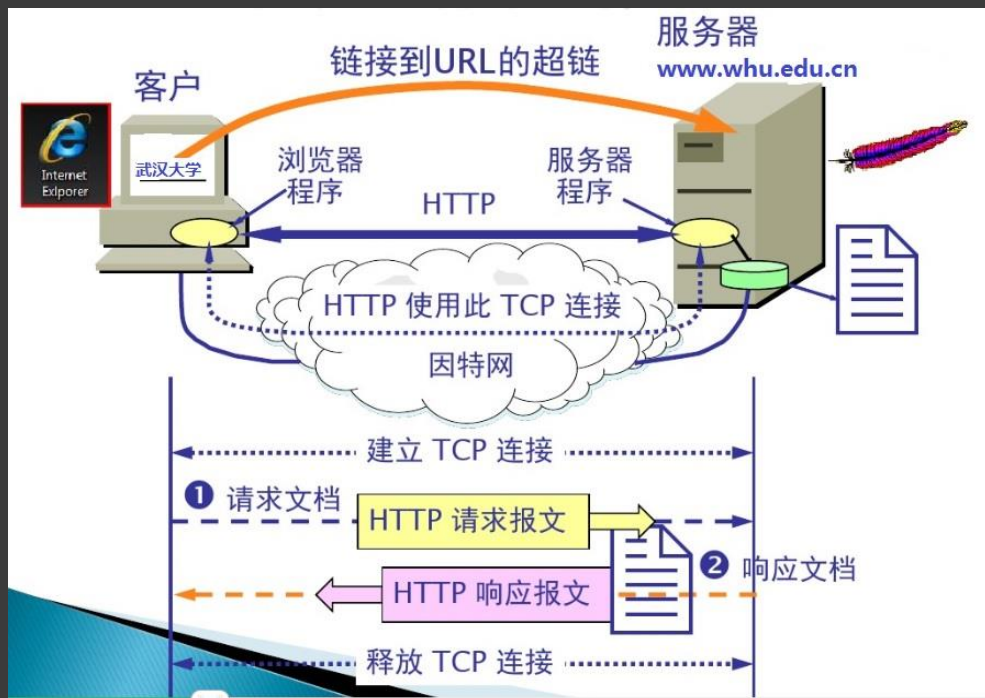 服务器
www.whu.edu.cn
链接到URL的超链
客户
Internet
Exlporer
武汉大学
浏览器
程序
服务器
程序
HTTP
HTTP 使用此 TCP 连接
因特网
建立 TCP 连接
❶ 请求文档
HTTP 请求报文
❷ 响应文档
HTTP 响应报文
释放 TCP 连接